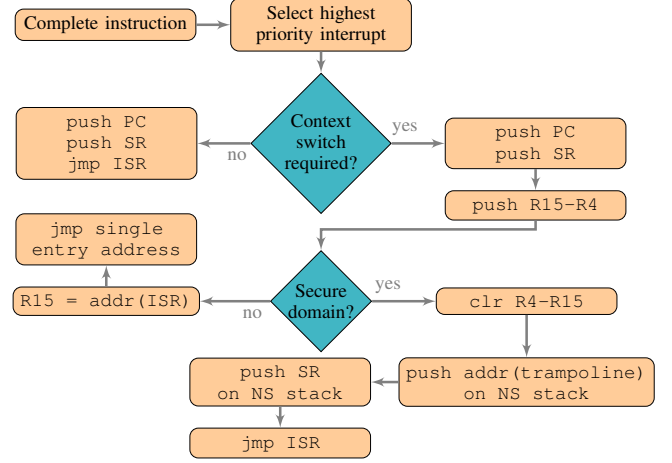 Complete instruction
Select highest
priority interrupt
Context
switch
required?
no
yes
push PC
push SR
jmp ISR
push PC
push SR
push R15–R4
Secure
domain?
no
yes
R15 = addr(ISR)
jmp single
entry address
clr R4–R15
push addr(trampoline)
on NS stack
push SR
on NS stack
jmp ISR